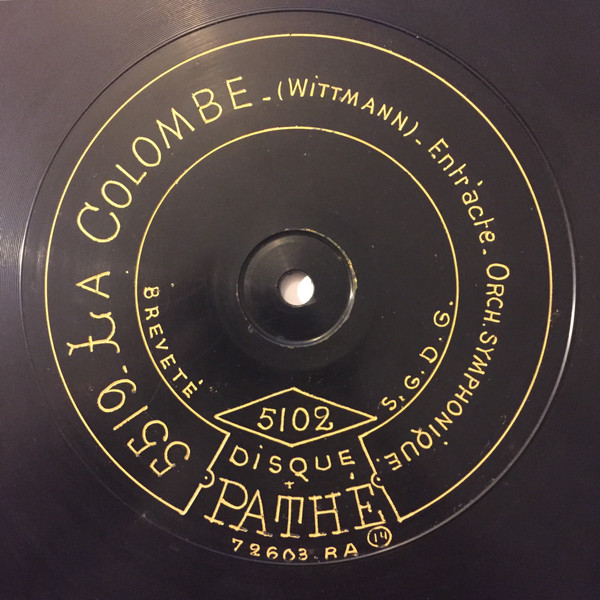 5519 - LA COLOMBE - (WITTMANN) - Entr'acte - ORCH. SYMPHONIQUE.
BREVETÉ S.G.D.G.
5102
DISQUE
PATHÉ
72603.RA 14